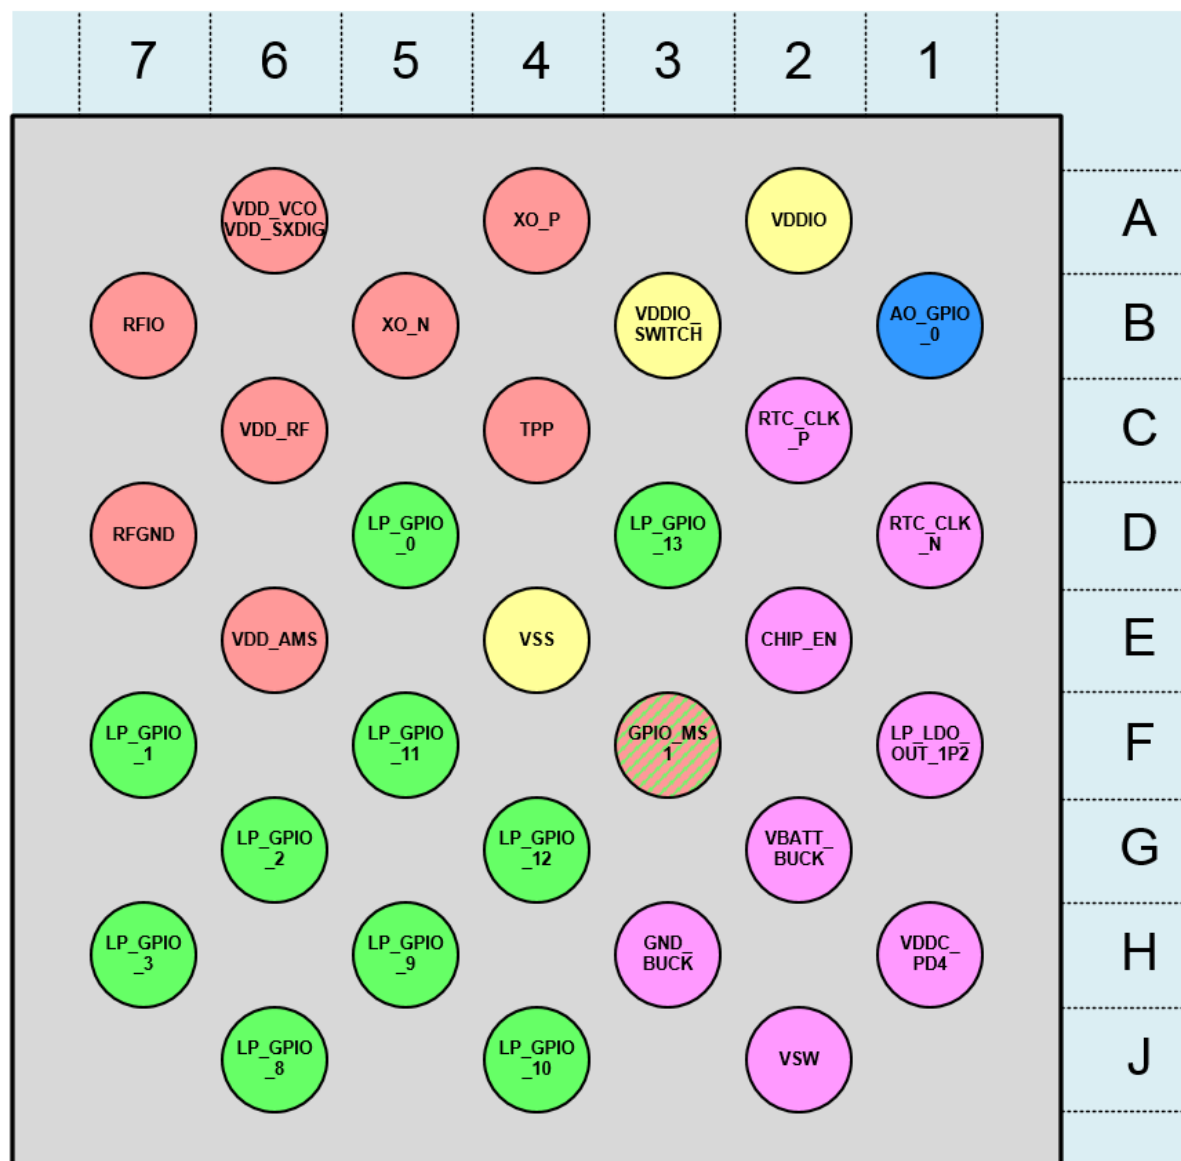 7 6 5 4 3 2 1
VDD_VCO
VDD_SXDIG
XO_P
VDDIO
A
RFIO
XO_N
VDDIO_
SWITCH
AO_GPIO
_0
B
VDD_RF
TPP
RTC_CLK
_P
C
RFGND
LP_GPIO
_0
LP_GPIO
_13
RTC_CLK
_N
D
VDD_AMS
VSS
CHIP_EN
E
LP_GPIO
_1
LP_GPIO
_11
GPIO_MS
1
LP_LDO_
OUT_1P2
F
LP_GPIO
_2
LP_GPIO
_12
VBATT_
BUCK
G
LP_GPIO
_3
LP_GPIO
_9
GND_
BUCK
VDDC_
PD4
H
LP_GPIO
_8
LP_GPIO
_10
VSW
J